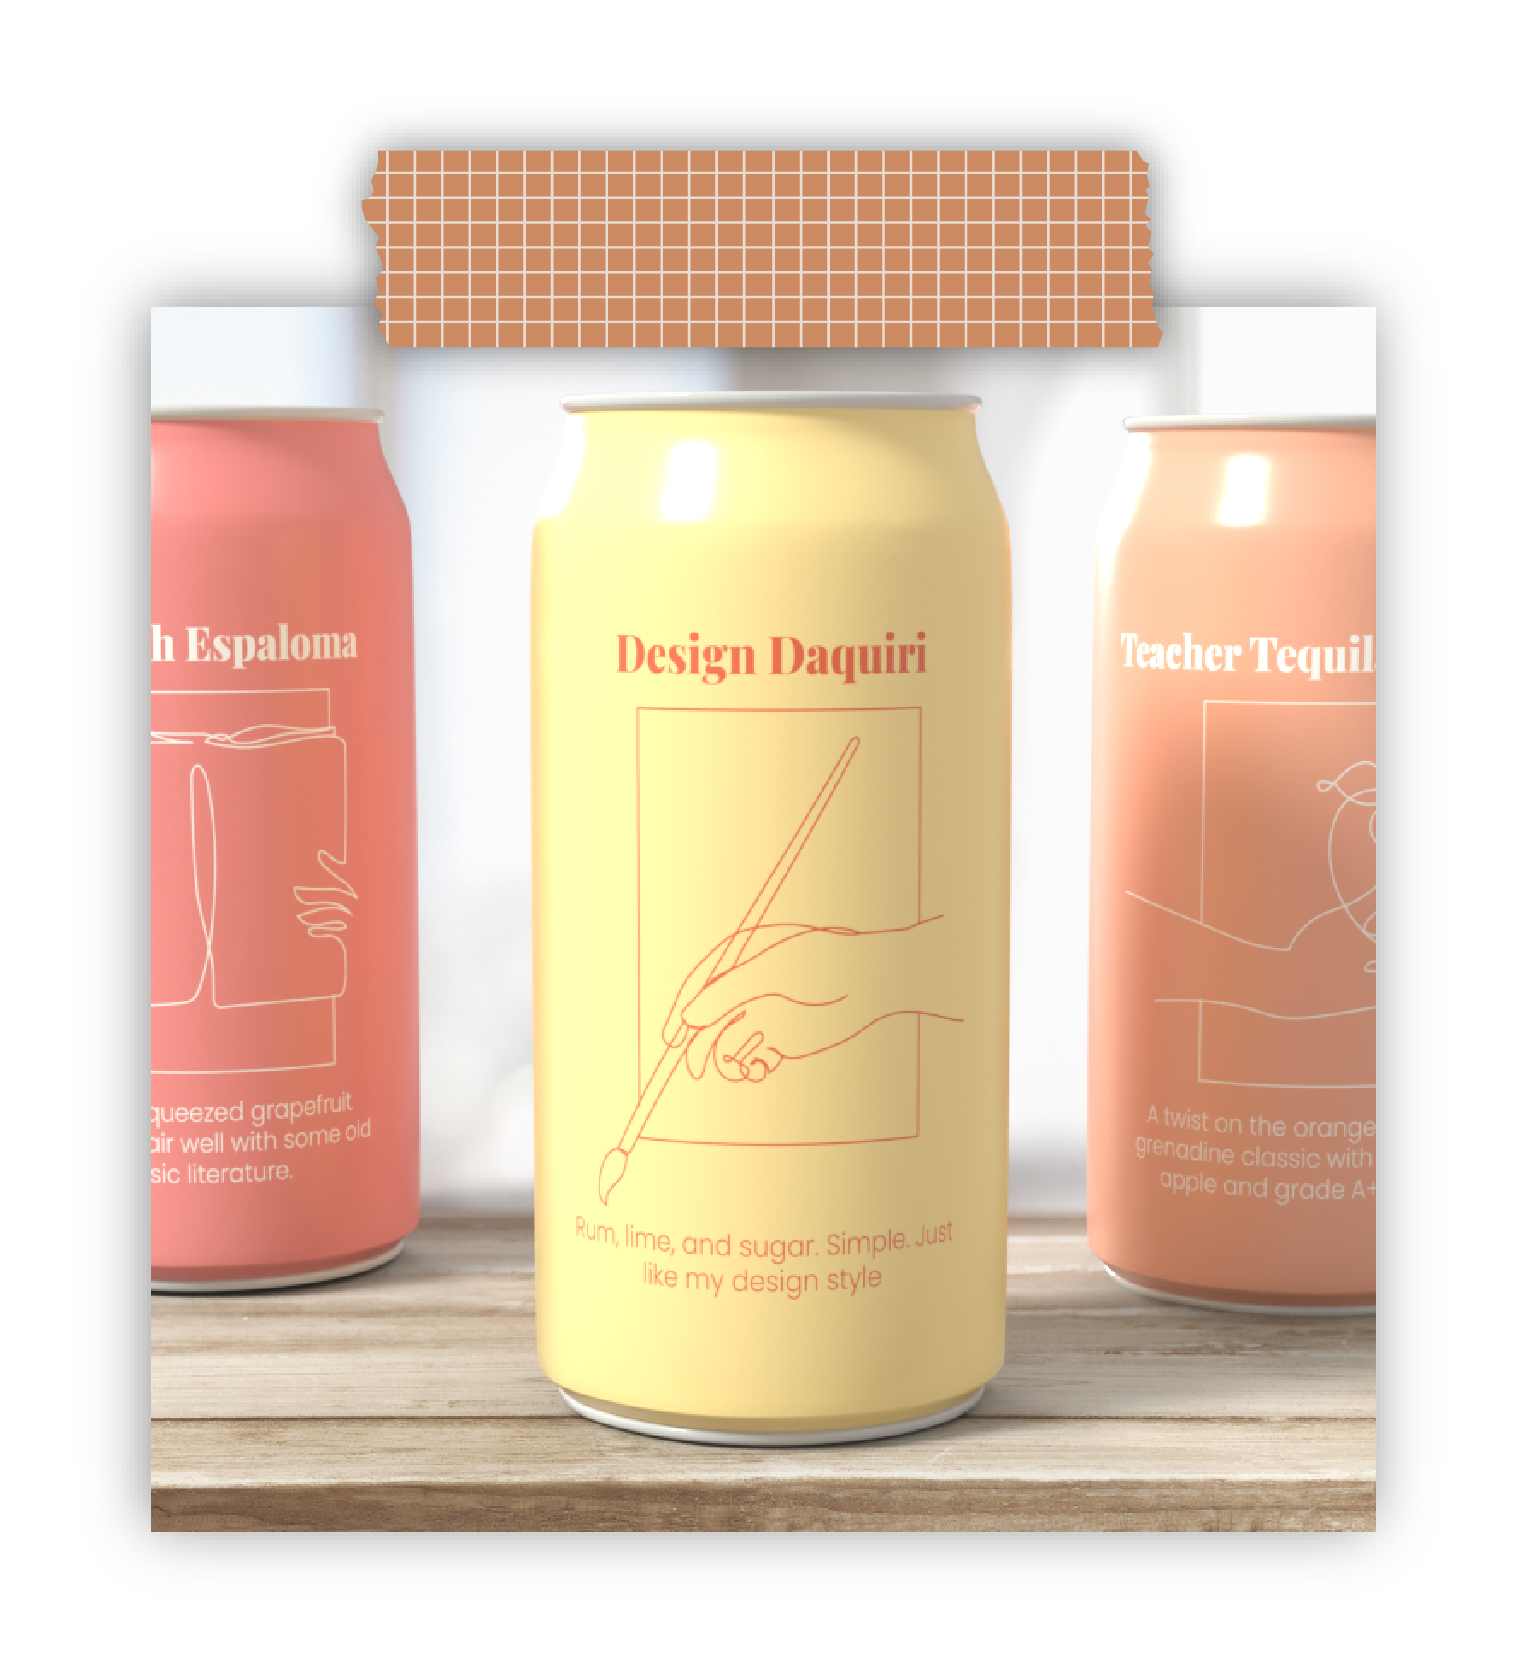 h Espaloma
queezed grapefruit
air well with some old
sic literature.
Design Daquiri
Rum, lime, and sugar. Simple. Just
like my design style
Teacher Tequil
A twist on the orange
grenadine classic with
apple and grade A+